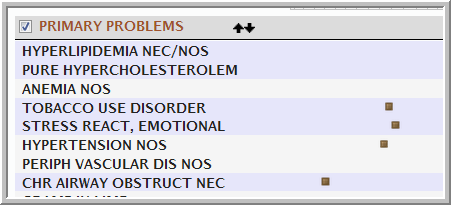 PRIMARY PROBLEMS
HYPERLIPIDEMIA NEC/NOS
PURE HYPERCHOLESTEROLEM
ANEMIA NOS
TOBACCO USE DISORDER
STRESS REACT, EMOTIONAL
HYPERTENSION NOS
PERIPH VASCULAR DIS NOS
CHR AIRWAY OBSTRUCT NEC